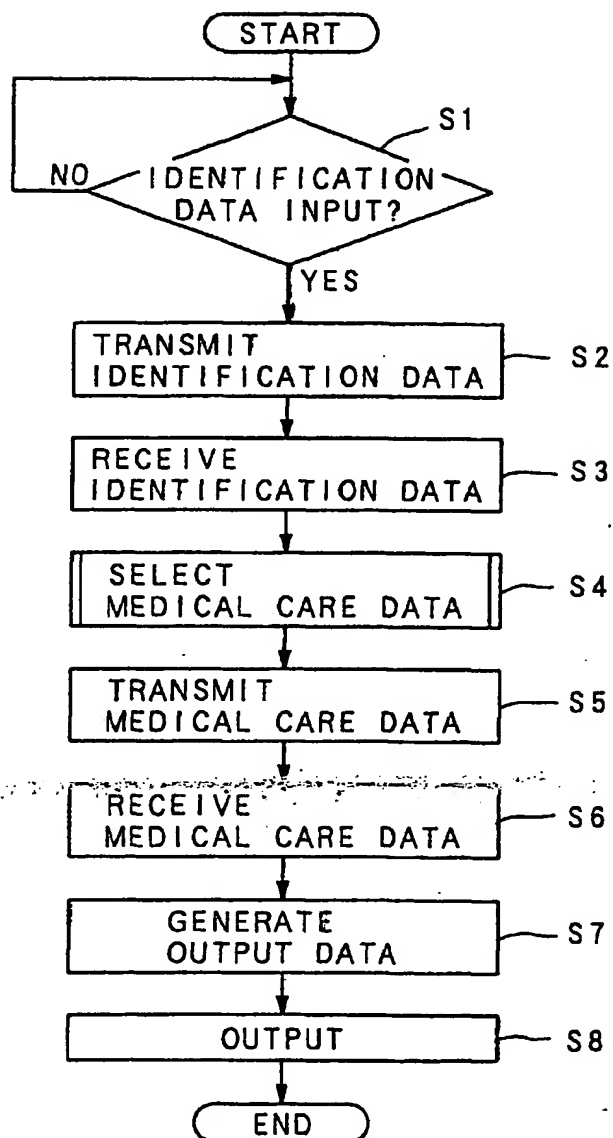 START
S1
NO
IDENTIFICATION
DATA INPUT?
YES
TRANSMIT
IDENTIFICATION DATA
S2
RECEIVE
IDENTIFICATION DATA
S3
SELECT
MEDICAL CARE DATA
S4
TRANSMIT
MEDICAL CARE DATA
S5
RECEIVE
MEDICAL CARE DATA
S6
GENERATE
OUTPUT DATA
S7
OUTPUT
S8
END